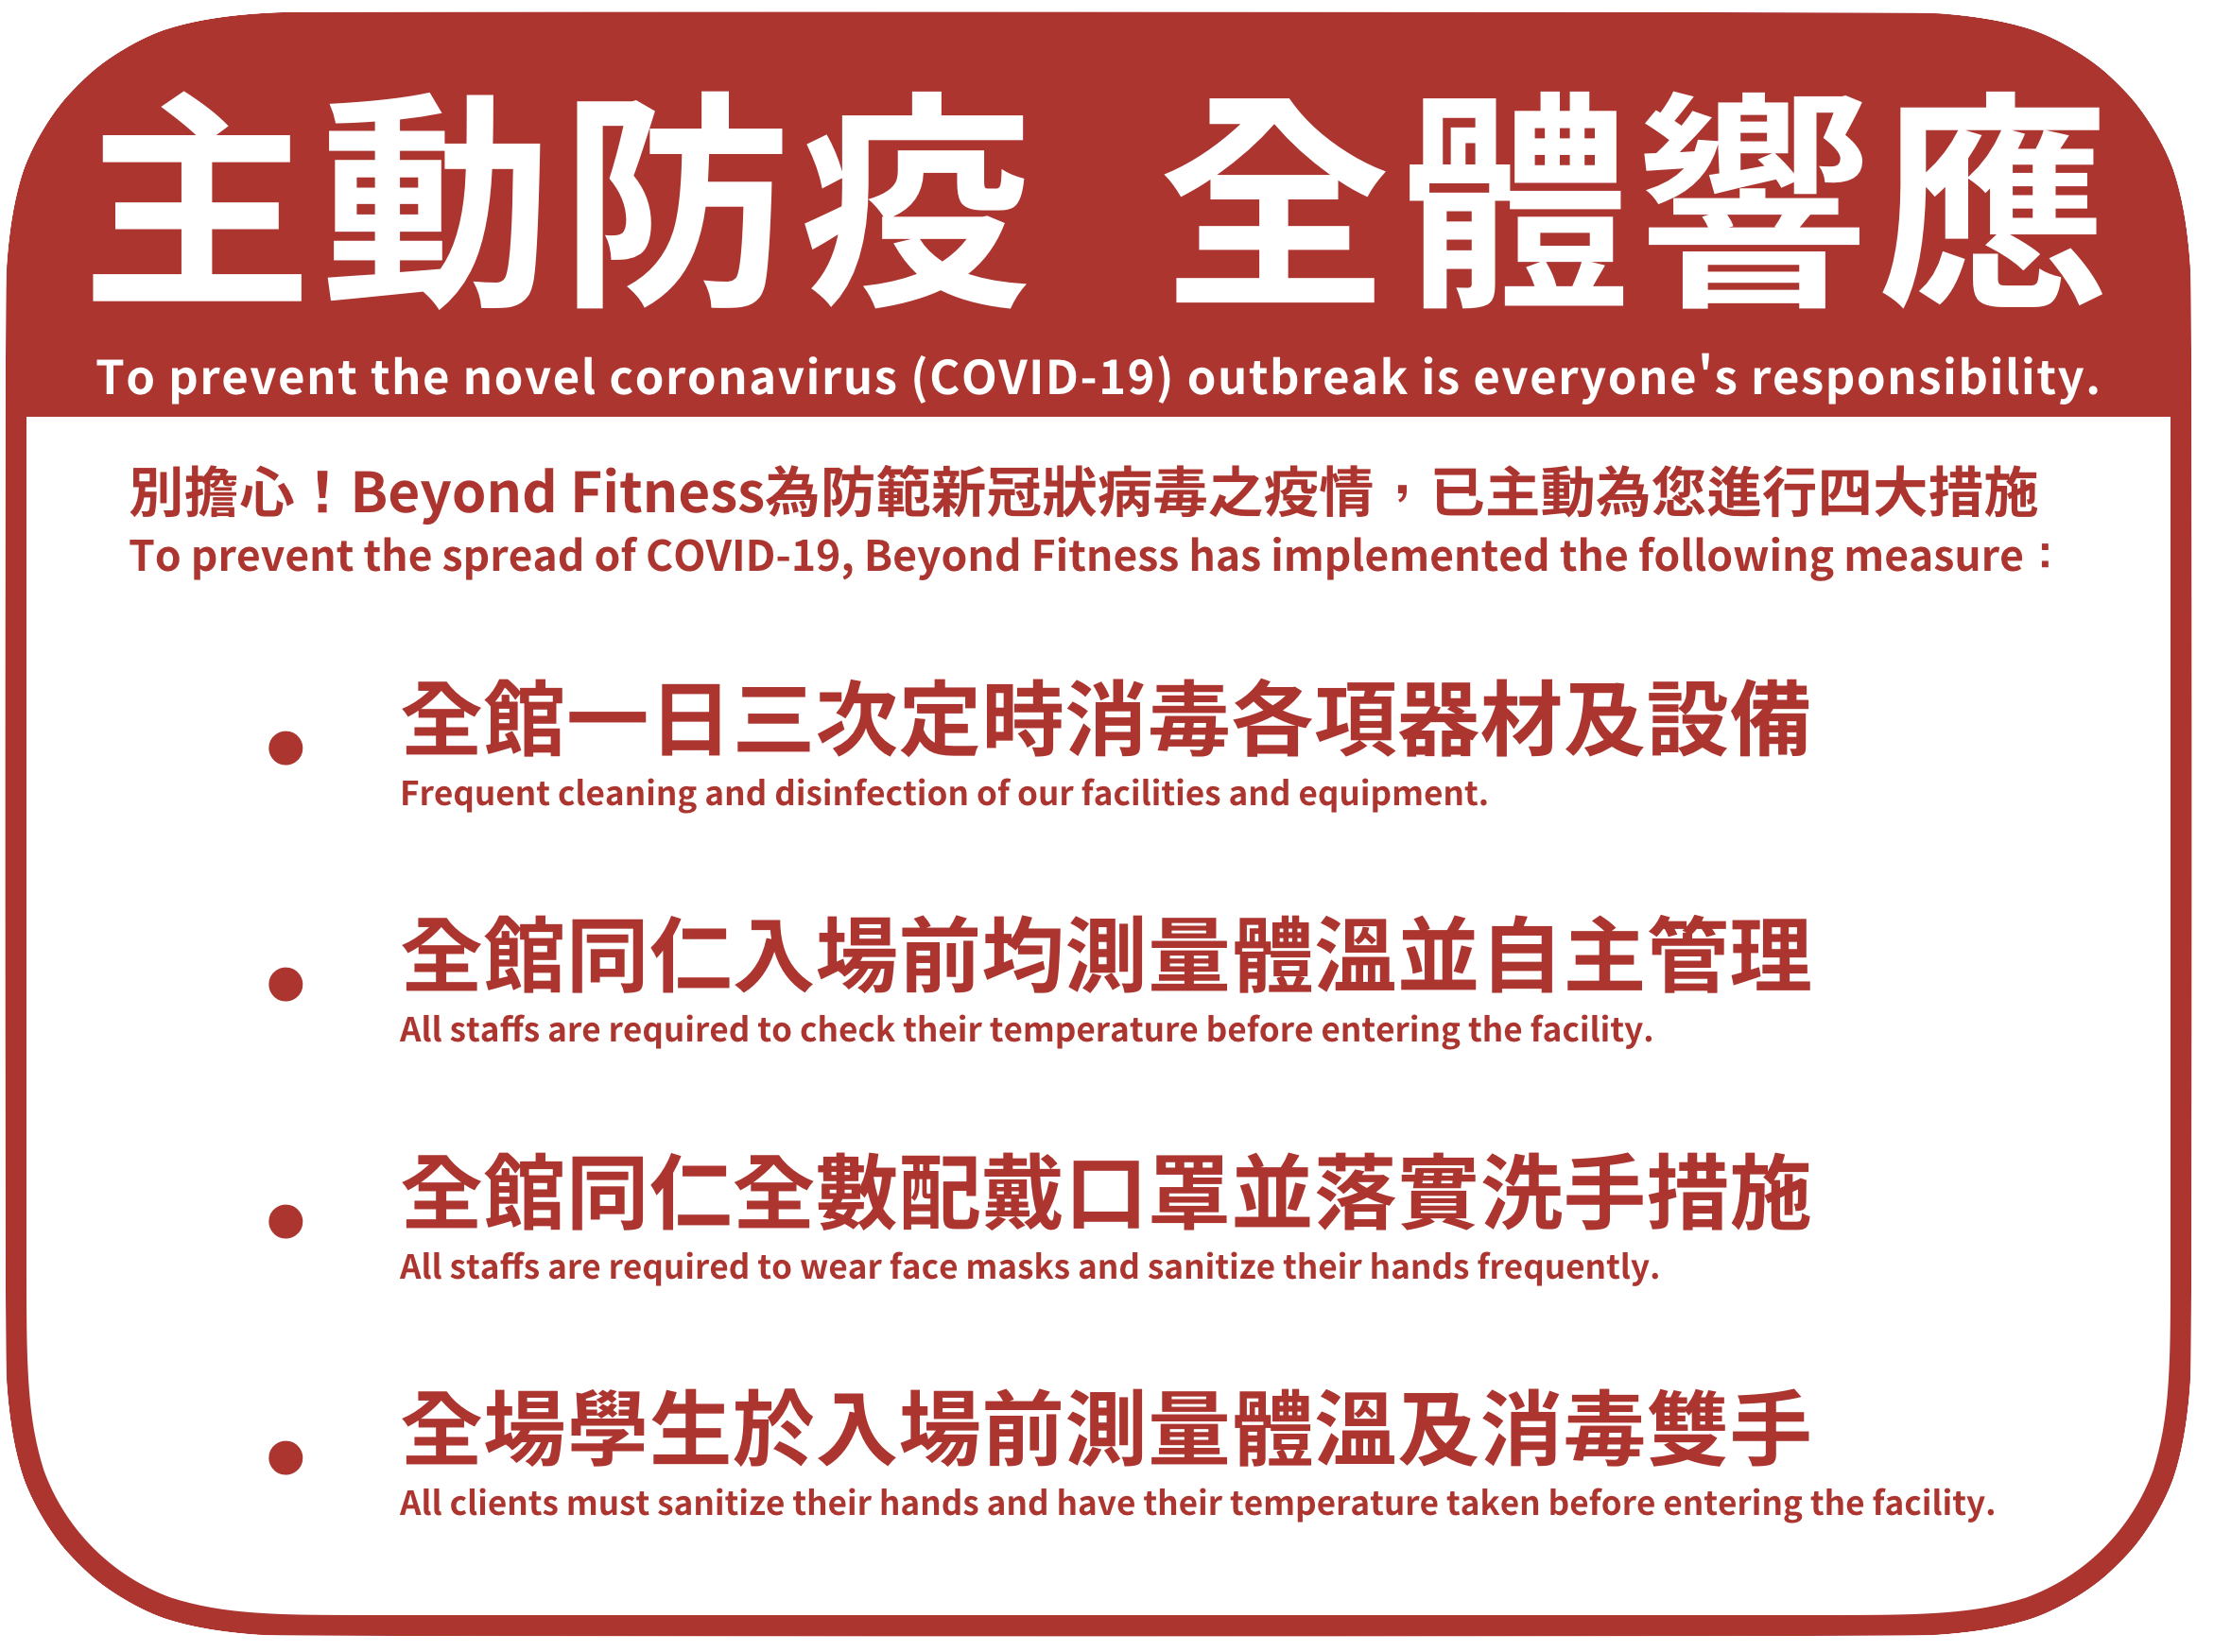 主動防疫 全體響應
To prevent the novel coronavirus (COVID-19) outbreak is everyone's responsibility.
別擔心！Beyond Fitness為防範新冠狀病毒之疫情，已主動為您進行四大措施
To prevent the spread of COVID-19, Beyond Fitness has implemented the following measure：
• 全館一日三次定時消毒各項器材及設備
Frequent cleaning and disinfection of our facilities and equipment.
• 全館同仁入場前均測量體溫並自主管理
All staffs are required to check their temperature before entering the facility.
• 全館同仁全數配戴口罩並落實洗手措施
All staffs are required to wear face masks and sanitize their hands frequently.
• 全場學生於入場前測量體溫及消毒雙手
All clients must sanitize their hands and have their temperature taken before entering the facility.